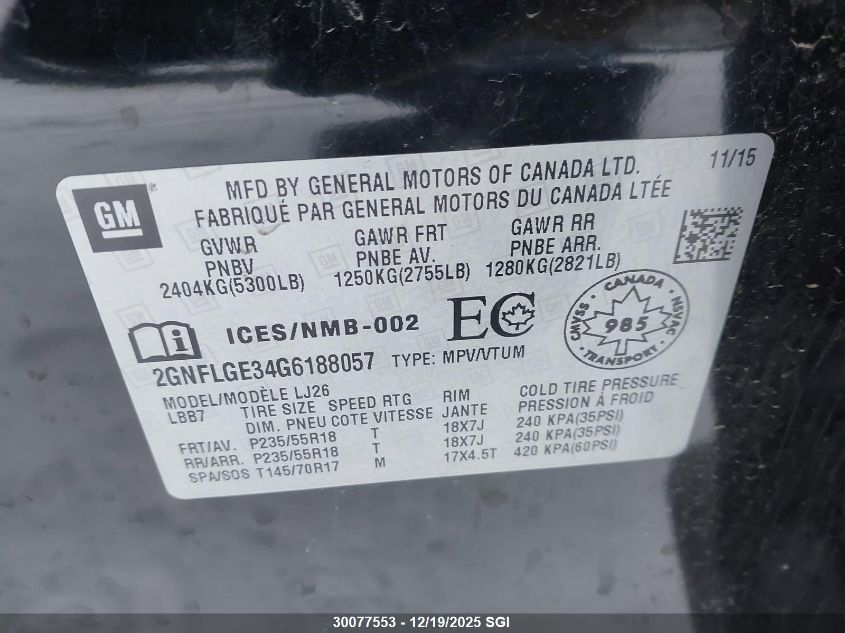 GM
MFD BY GENERAL MOTORS OF CANADA LTD.
11/15
FABRIQUÉ PAR GENERAL MOTORS DU CANADA LTÉE
GVWR GAWR FRT GAWR RR
PNBV PNBE AV. PNBE ARR.
2404KG(5300LB) 1250KG(2755LB) 1280KG(2821LB)
i ICES/NMB-002 EC
CANADA
CMVSS 985 NSVAC
TRANSPORT
2GNFLGE34G6188057 TYPE: MPV/VTUM
MODEL/MODÈLE LJ26
LBB7 TIRE SIZE SPEED RTG RIM COLD TIRE PRESSURE
DIM. PNEU COTE VITESSE JANTE PRESSION À FROID
FRT/AV. P235/55R18 T 18X7J 240 KPA(35PSI)
RR/ARR. P235/55R18 T 18X7J 240 KPA(35PSI)
SPA/SOS T145/70R17 M 17X4.5T 420 KPA(60PSI)
30077553 - 12/19/2025 SGI